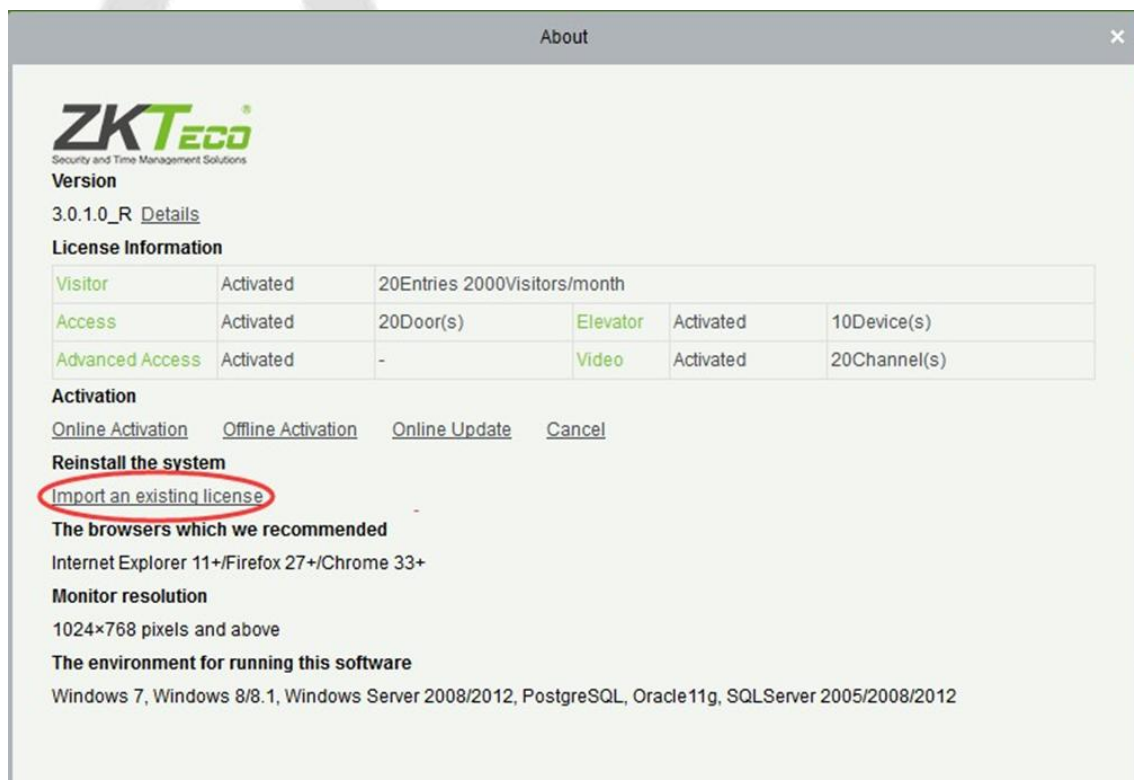 About
ZKTECO
Security and Time Management Solutions
Version
3.0.1.0_R Details
License Information
Visitor Activated 20Entries 2000Visitors/month
Access Activated 20Door(s) Elevator Activated 10Device(s)
Advanced Access Activated - Video Activated 20Channel(s)
Activation
Online Activation Offline Activation Online Update Cancel
Reinstall the system
Import an existing license
The browsers which we recommended
Internet Explorer 11+/Firefox 27+/Chrome 33+
Monitor resolution
1024×768 pixels and above
The environment for running this software
Windows 7, Windows 8/8.1, Windows Server 2008/2012, PostgreSQL, Oracle11g, SQLServer 2005/2008/2012